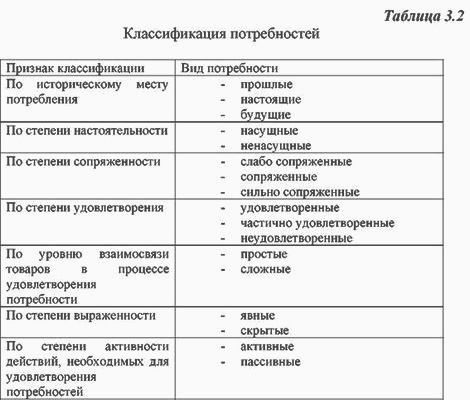 Таблица 3.2
Классификация потребностей
Признак классификации
Вид потребности
По историческому месту
потребления
- прошлые
- настоящие
- будущие
По степени настоятельности
- насущные
- ненасущные
По степени сопряженности
- слабо сопряженные
- сопряженные
- сильно сопряженные
По степени удовлетворения
- удовлетворенные
- частично удовлетворенные
- неудовлетворенные
По уровню взаимосвязи
товаров в процессе
удовлетворения
потребности
- простые
- сложные
По степени выраженности
- явные
- скрытые
По степени активности
действий, необходимых для
удовлетворения
потребностей
- активные
- пассивные